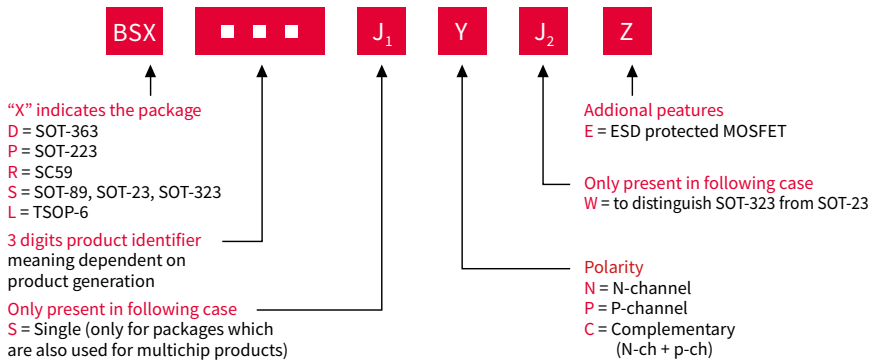 BSX J₁ Y J₂ Z
"X" indicates the package
D = SOT-363
P = SOT-223
R = SC59
S = SOT-89, SOT-23, SOT-323
L = TSOP-6
3 digits product identifier
meaning dependent on
product generation
Only present in following case
S = Single (only for packages which
are also used for multichip products)
Addional peatures
E = ESD protected MOSFET
Only present in following case
W = to distinguish SOT-323 from SOT-23
Polarity
N = N-channel
P = P-channel
C = Complementary
(N-ch + p-ch)